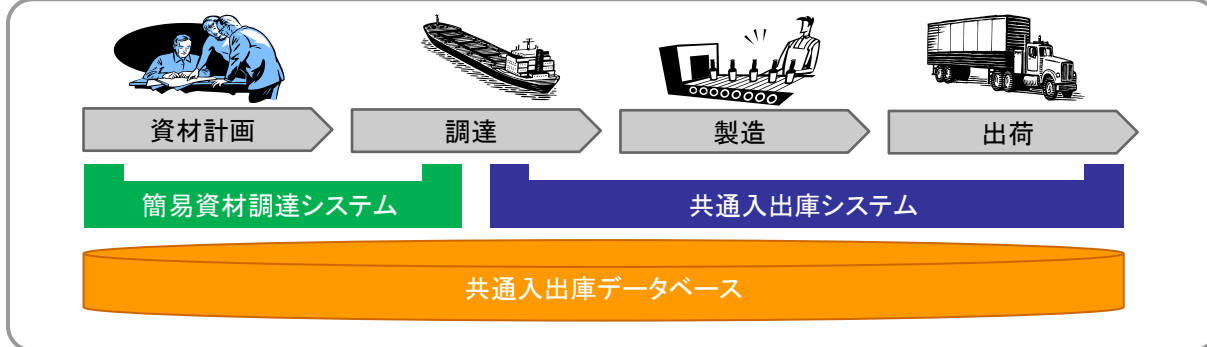 資材計画
調達
製造
出荷
簡易資材調達システム
共通入出庫システム
共通入出庫データベース